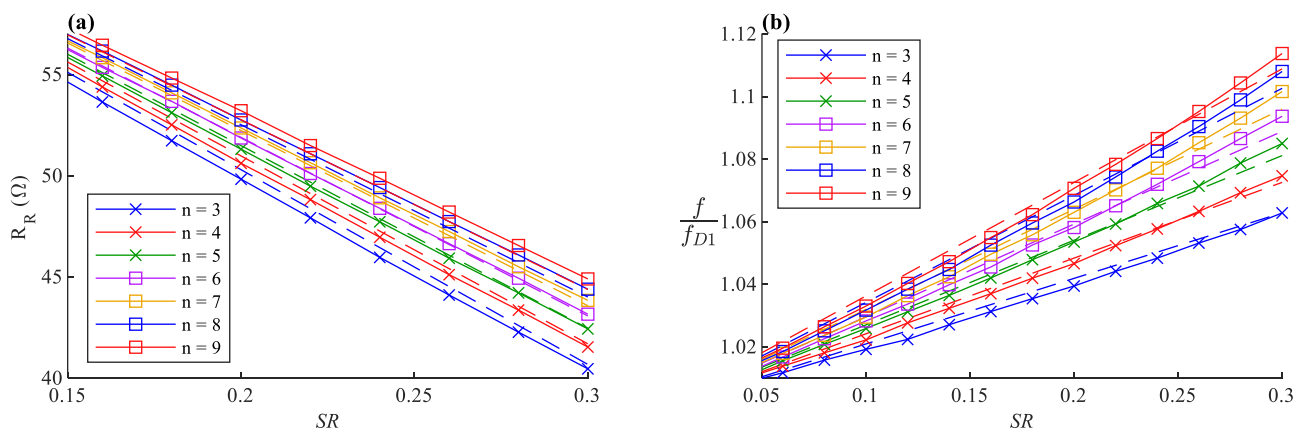 (a)
55
50
45
40
R_R (Ω)
n = 3
n = 4
n = 5
n = 6
n = 7
n = 8
n = 9
0.15 0.2 0.25 0.3
SR
(b)
1.12
1.1
1.08
1.06
1.04
1.02
f
f_{D1}
n = 3
n = 4
n = 5
n = 6
n = 7
n = 8
n = 9
0.05 0.1 0.15 0.2 0.25 0.3
SR